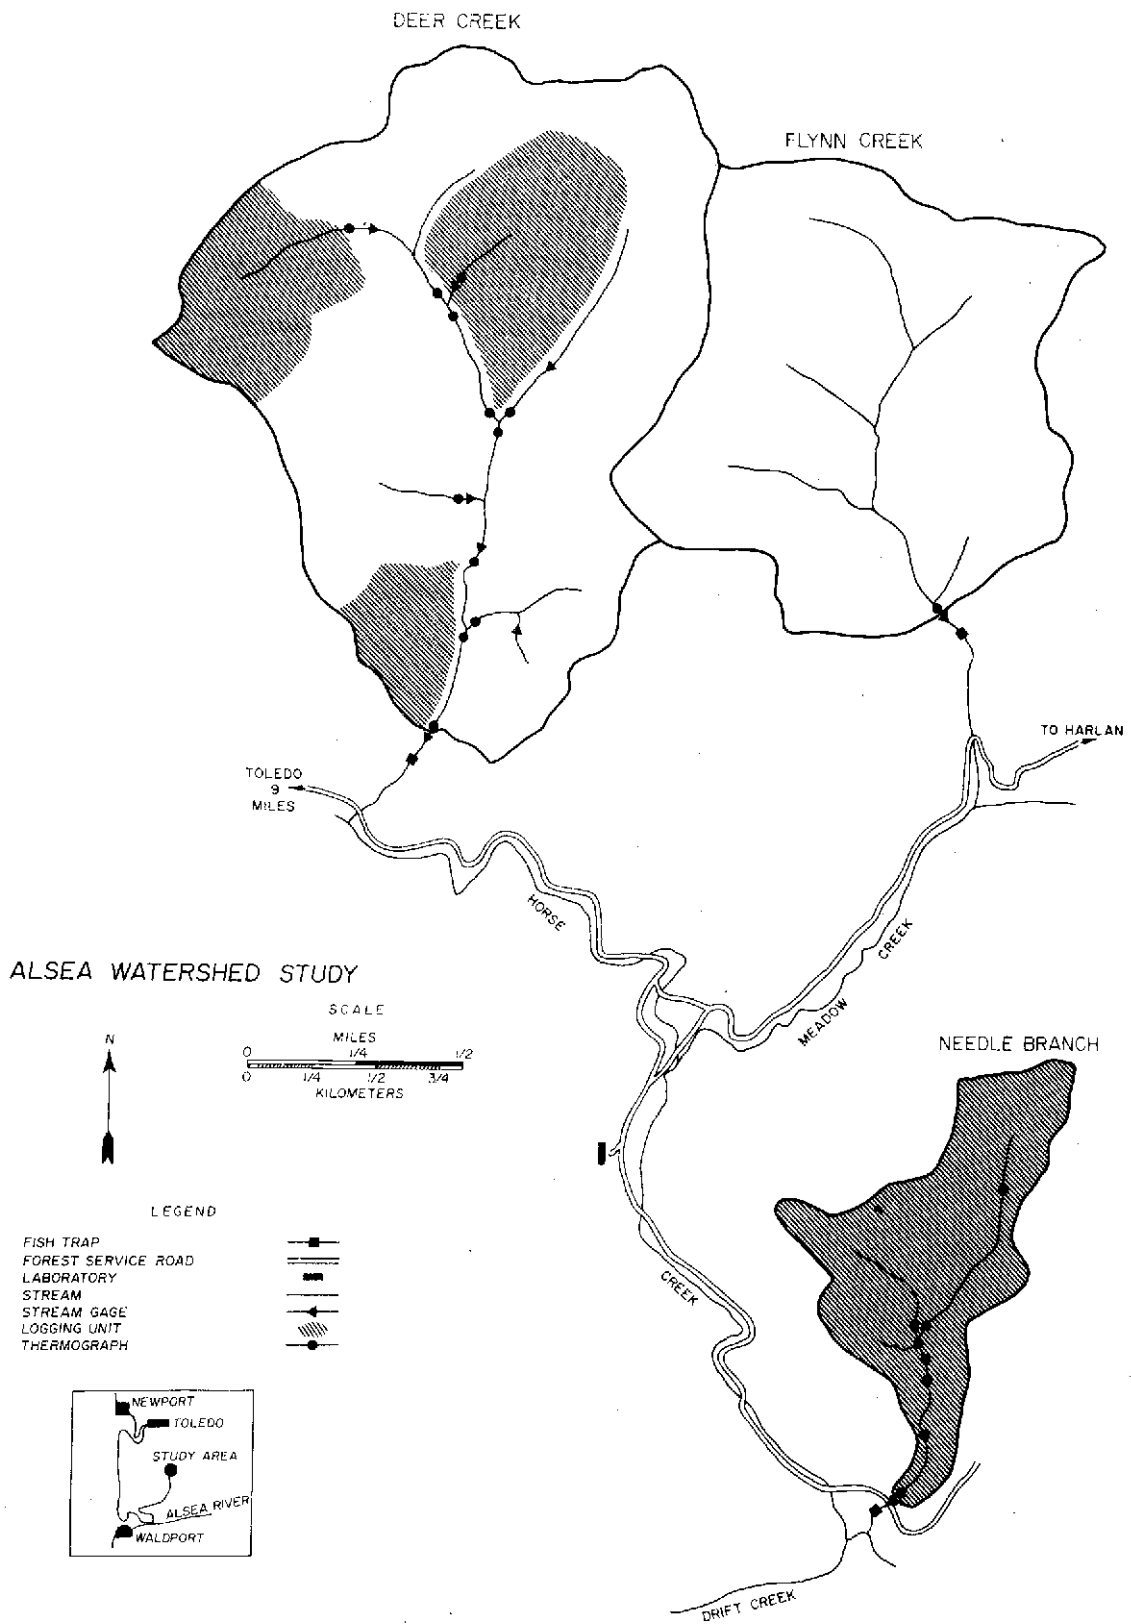 DEER CREEK
FLYNN CREEK
TO HARLAN
TOLEDO
9
MILES
HORSE
CREEK
MEADOW
ALSEA WATERSHED STUDY
SCALE
MILES
0 1/4 1/2
0 1/4 1/2 3/4
KILOMETERS
N
NEEDLE BRANCH
LEGEND
FISH TRAP
FOREST SERVICE ROAD
LABORATORY
STREAM
STREAM GAGE
LOGGING UNIT
THERMOGRAPH
CREEK
NEWPORT
TOLEDO
STUDY AREA
ALSEA RIVER
WALDPORT
DRIFT CREEK